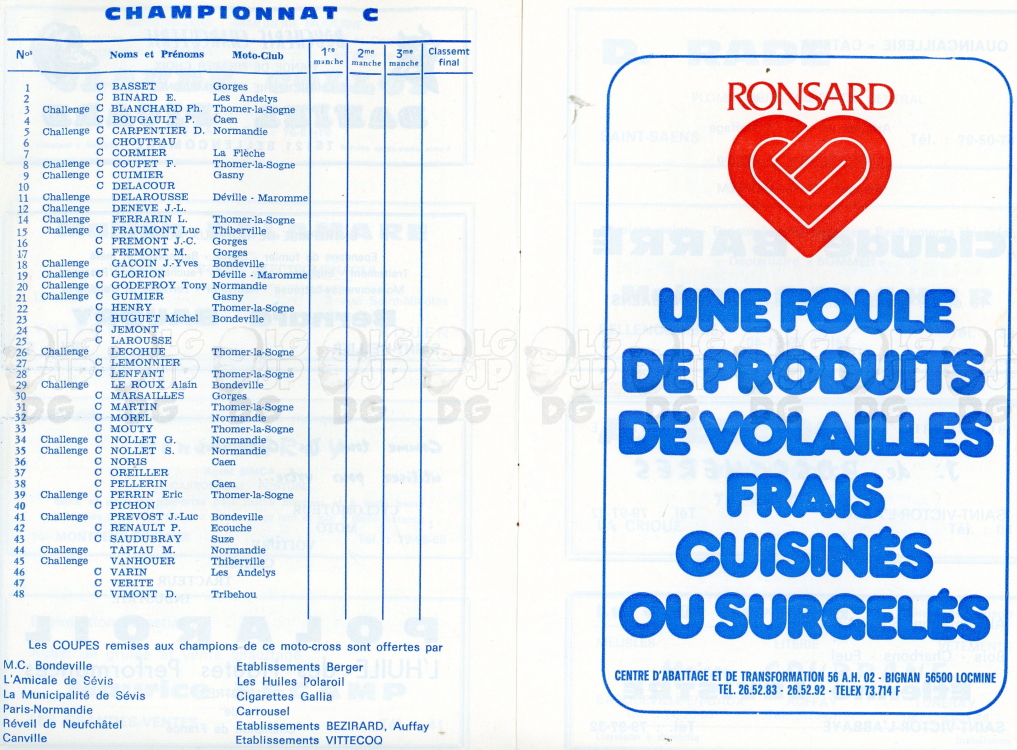 CHAMPIONNAT C
Nos Noms et Prénoms Moto-Club 1re manche 2me manche 3me manche Classemt final
1 C BASSET Gorges
2 C BINARD E. Les Andelys
3 Challenge C BLANCHARD Ph. Thomer-la-Sogne
4 C BOUGAULT P. Caen
5 Challenge C CARPENTIER D. Normandie
6 C CHOUTEAU
7 C CORMIER La Flèche
8 Challenge C COUPET F. Thomer-la-Sogne
9 Challenge C CUIMIER Gasny
10 C DELACOUR
11 Challenge DELAROUSSE Déville - Maromme
12 Challenge DENEVE J.-L.
14 Challenge FERRARIN L. Thomer-la-Sogne
15 Challenge C FRAUMONT Luc Thiberville
16 C FREMONT J.-C. Gorges
17 C FREMONT M. Gorges
18 Challenge GACOIN J.-Yves Bondeville
19 Challenge C GLORION Déville - Maromme
20 Challenge C GODEFROY Tony Normandie
21 Challenge C GUIMIER Gasny
22 C HENRY Thomer-la-Sogne
23 C HUGUET Michel Bondeville
24 C JEMONT
25 C LAROUSSE
26 Challenge LECOHUE Thomer-la-Sogne
27 C LEMONNIER
28 C LENFANT Thomer-la-Sogne
29 Challenge LE ROUX Alain Bondeville
30 C MARSAILLES Gorges
31 C MARTIN Thomer-la-Sogne
32 C MOREL Normandie
33 C MOUTY Thomer-la-Sogne
34 Challenge C NOLLET G. Normandie
35 Challenge C NOLLET S. Normandie
36 C NORIS Caen
37 C OREILLER
38 C PELLERIN Caen
39 Challenge C PERRIN Eric Thomer-la-Sogne
40 C PICHON
41 Challenge PREVOST J.-Luc Bondeville
42 C RENAULT P. Ecouche
43 C SAUDUBRAY Suze
44 Challenge TAPIAU M. Normandie
45 Challenge VANHOUER Thiberville
46 C VARIN Les Andelys
47 C VERITE
48 C VIMONT D. Tribehou
Les COUPES remises aux champions de ce moto-cross sont offertes par
M.C. Bondeville Etablissements Berger
L'Amicale de Sévis Les Huiles Polaroil
La Municipalité de Sévis Cigarettes Gallia
Paris-Normandie Carrousel
Réveil de Neufchâtel Etablissements BEZIRARD, Auffay
Canville Etablissements VITTECOQ
RONSARD
UNE FOULE
DE PRODUITS
DE VOLAILLES
FRAIS
CUISINÉS
OU SURGELÉS
CENTRE D'ABATTAGE ET DE TRANSFORMATION 56 A.H. 02 - BIGNAN 56500 LOCMINE
TEL. 26.52.83 - 26.52.92 - TELEX 73.714 F
LG JP DG